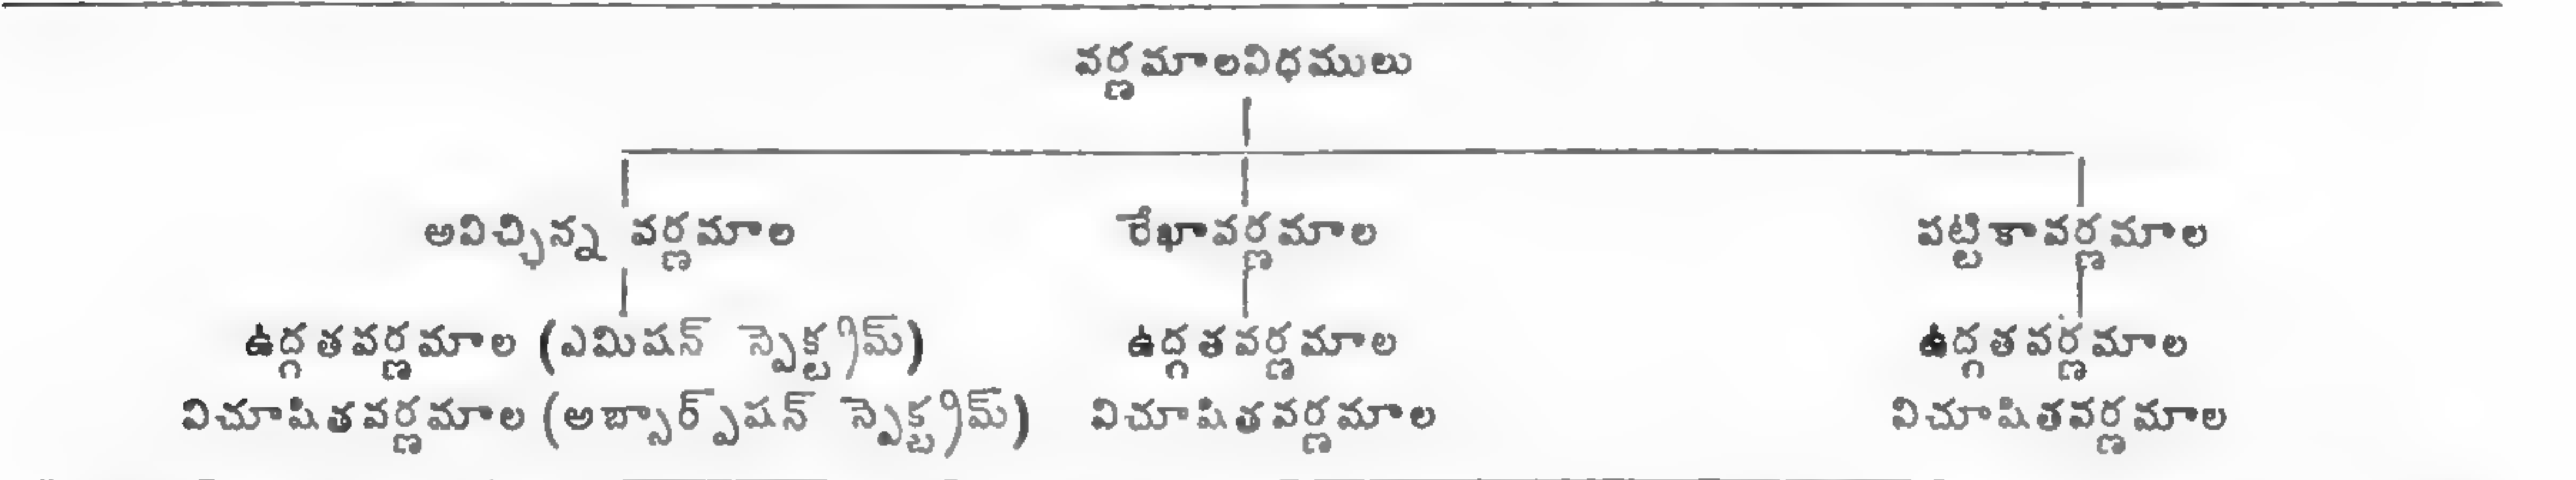 వర్ణమాలవిధములు
అవిచ్ఛిన్న వర్ణమాల రేఖావర్ణమాల పట్టికావర్ణమాల
ఉద్గతవర్ణమాల (ఎమిషన్ స్పెక్ట్రమ్) ఉద్గతవర్ణమాల ఉద్గతవర్ణమాల
విచూషితవర్ణమాల (అబ్సార్ప్షన్ స్పెక్ట్రమ్) విచూషితవర్ణమాల విచూషితవర్ణమాల